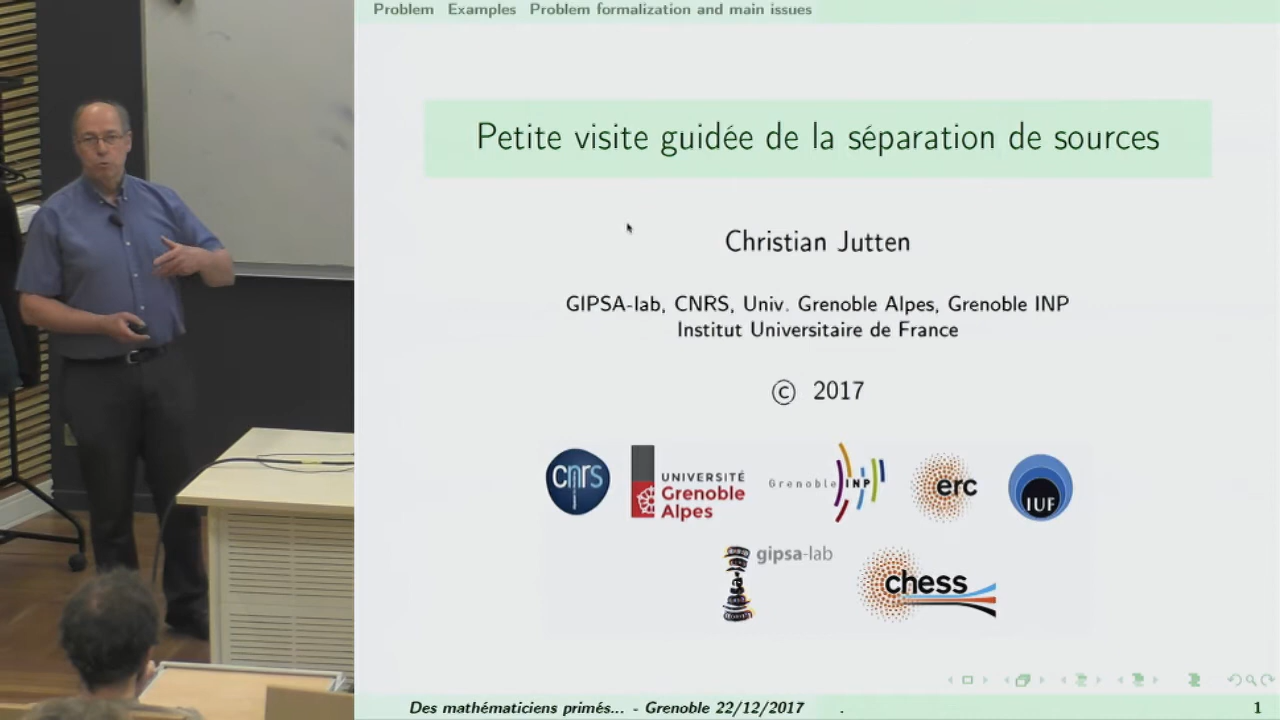 Problem Examples Problem formalization and main issues
Petite visite guidée de la séparation de sources
Christian Jutten
GIPSA-lab, CNRS, Univ. Grenoble Alpes, Grenoble INP
Institut Universitaire de France
© 2017
cnrs
UNIVERSITÉ
Grenoble
Alpes
Grenoble INP
erc
IUF
gipsa-lab
chess
Des mathématiciens primés... - Grenoble 22/12/2017 . 1